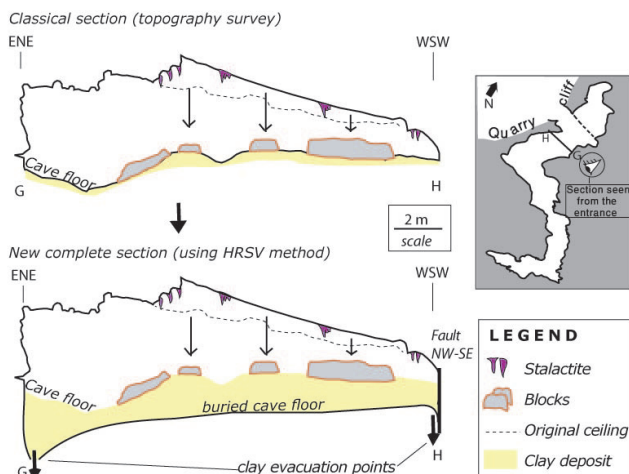 Classical section (topography survey)
ENE
WSW
Cave floor
G
H
2 m
scale
New complete section (using HRSV method)
ENE
WSW
Fault
NW-SE
Cave floor
buried cave floor
G
clay evacuation points
H
N
Quarry
cliff
H
G
Section seen
from the
entrance
LEGEND
Stalactite
Blocks
Original ceiling
Clay deposit